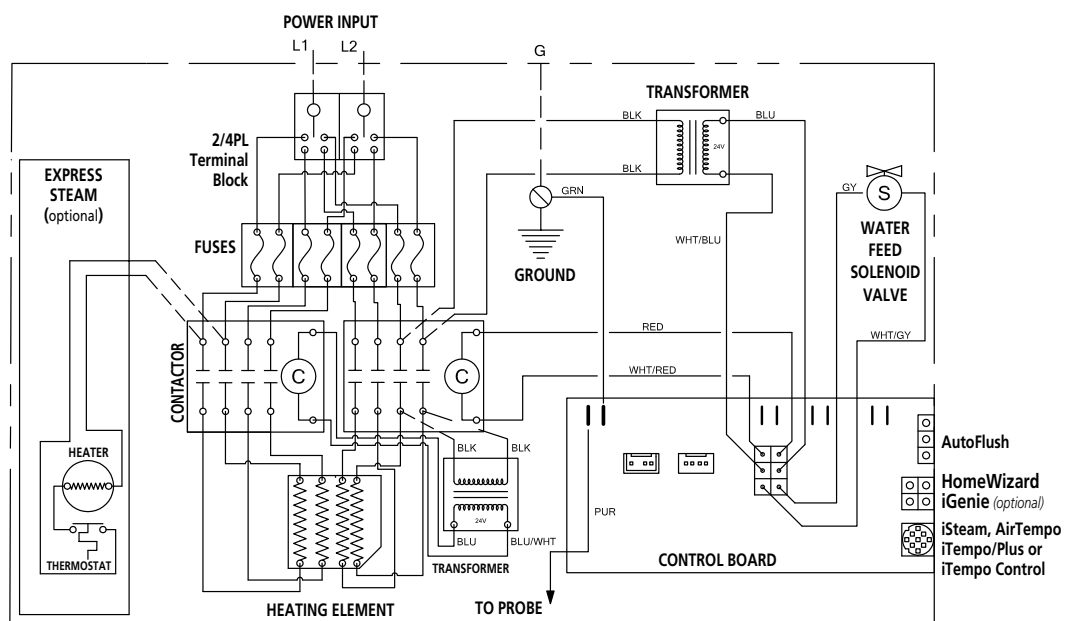 POWER INPUT
L1
L2
G
TRANSFORMER
BLK
BLU
24V
BLK
2/4PL
Terminal
Block
EXPRESS
STEAM
(optional)
GRN
GY
S
WATER
FEED
SOLENOID
VALVE
WHT/BLU
FUSES
GROUND
RED
WHT/GY
CONTACTOR
C
C
WHT/RED
BLK
BLK
HEATER
24V
BLU
BLU/WHT
PUR
AutoFlush
HomeWizard
iGenie (optional)
iSteam, AirTempo
iTempo/Plus or
iTempo Control
THERMOSTAT
TRANSFORMER
CONTROL BOARD
HEATING ELEMENT
TO PROBE